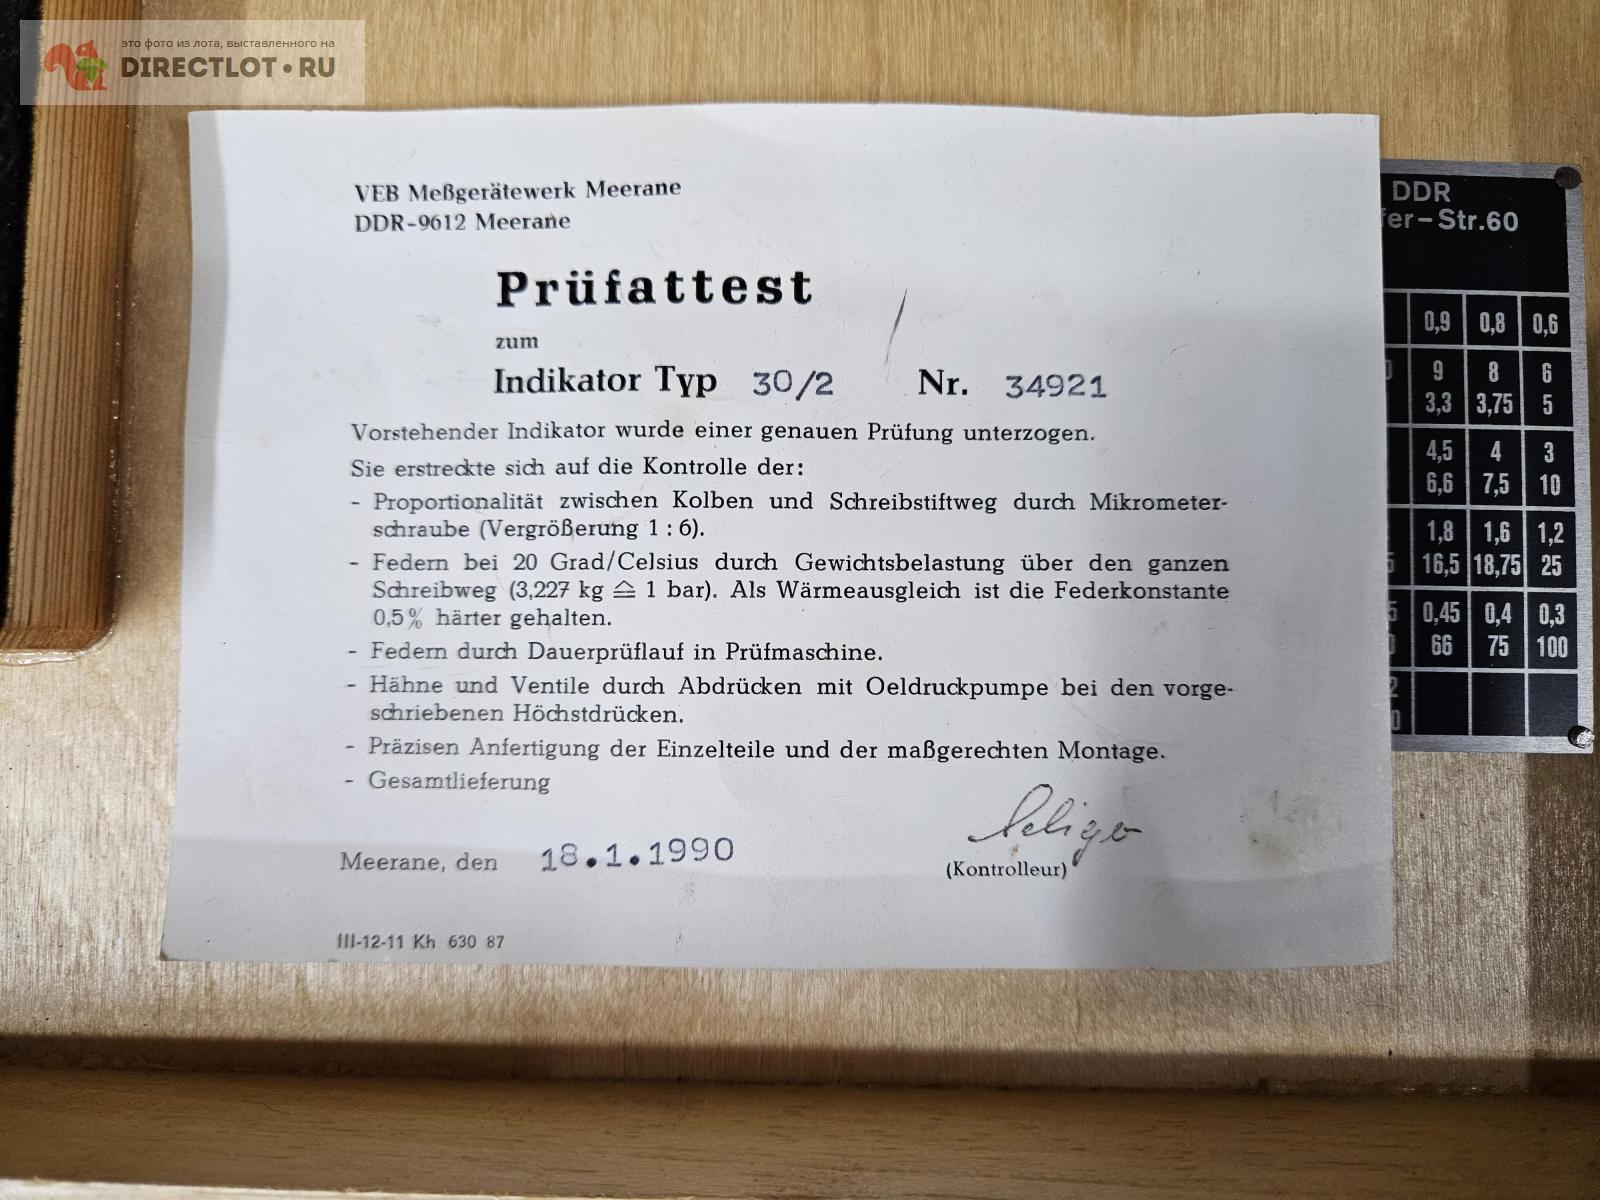 это фото из лота, выставленного на
DIRECTLOT•RU
VEB Meßgerätewerk Meerane
DDR-9612 Meerane
Prüfattest
zum
Indikator Typ 30/2 Nr. 34921
Vorstehender Indikator wurde einer genauen Prüfung unterzogen.
Sie erstreckte sich auf die Kontrolle der:
- Proportionalität zwischen Kolben und Schreibstiftweg durch Mikrometer-
schraube (Vergrößerung 1 : 6).
- Federn bei 20 Grad/Celsius durch Gewichtsbelastung über den ganzen
Schreibweg (3,227 kg ≙ 1 bar). Als Wärmeausgleich ist die Federkonstante
0,5% härter gehalten.
- Federn durch Dauerprüflauf in Prüfmaschine.
- Hähne und Ventile durch Abdrücken mit Oeldruckpumpe bei den vorge-
schriebenen Höchstdrücken.
- Präzisen Anfertigung der Einzelteile und der maßgerechten Montage.
- Gesamtlieferung
Meerane, den 18.1.1990
(Kontrolleur)
III-12-11 Kh 630 87
DDR
fer-Str.60
0,9 0,8 0,6
9 8 6
3,3 3,75 5
4,5 4 3
6,6 7,5 10
1,8 1,6 1,2
16,5 18,75 25
0,45 0,4 0,3
66 75 100